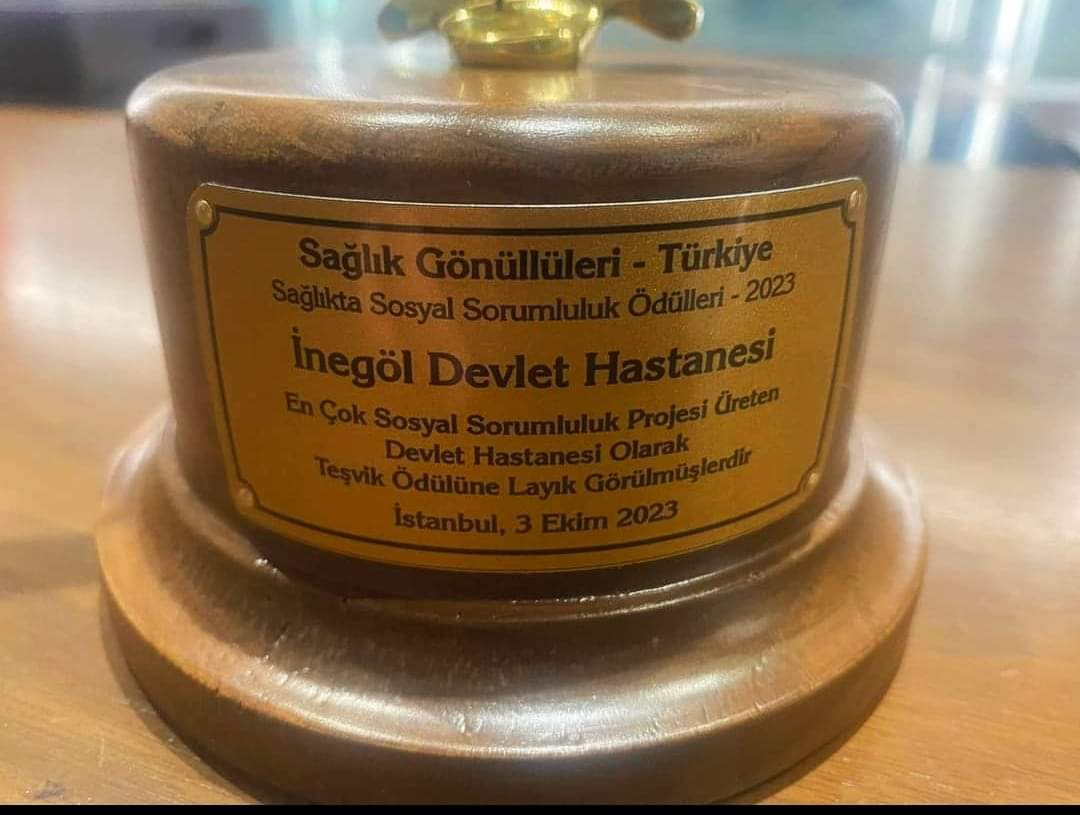 Sağlık Gönüllüleri - Türkiye
Sağlıkta Sosyal Sorumluluk Ödülleri - 2023
İnegöl Devlet Hastanesi
En Çok Sosyal Sorumluluk Projesi Üreten
Devlet Hastanesi Olarak
Teşvik Ödülüne Layık Görülmüşlerdir
İstanbul, 3 Ekim 2023